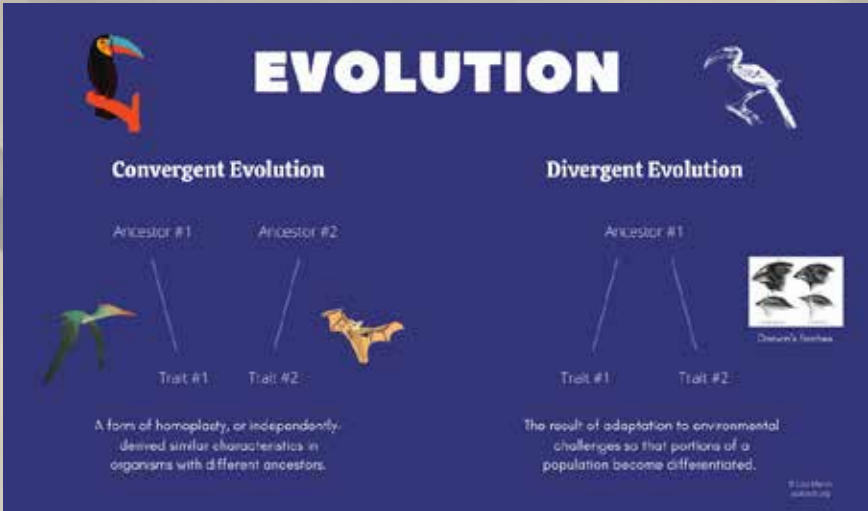 EVOLUTION
Convergent Evolution
Ancestor #1
Ancestor #2
Trait #1
Trait #2
A form of homoplasty, or independently-
derived similar characteristics in
organisms with different ancestors.
Divergent Evolution
Ancestor #1
Darwin's finches
Trait #1
Trait #2
The result of adaptation to environmental
challenges so that portions of a
population become differentiated.